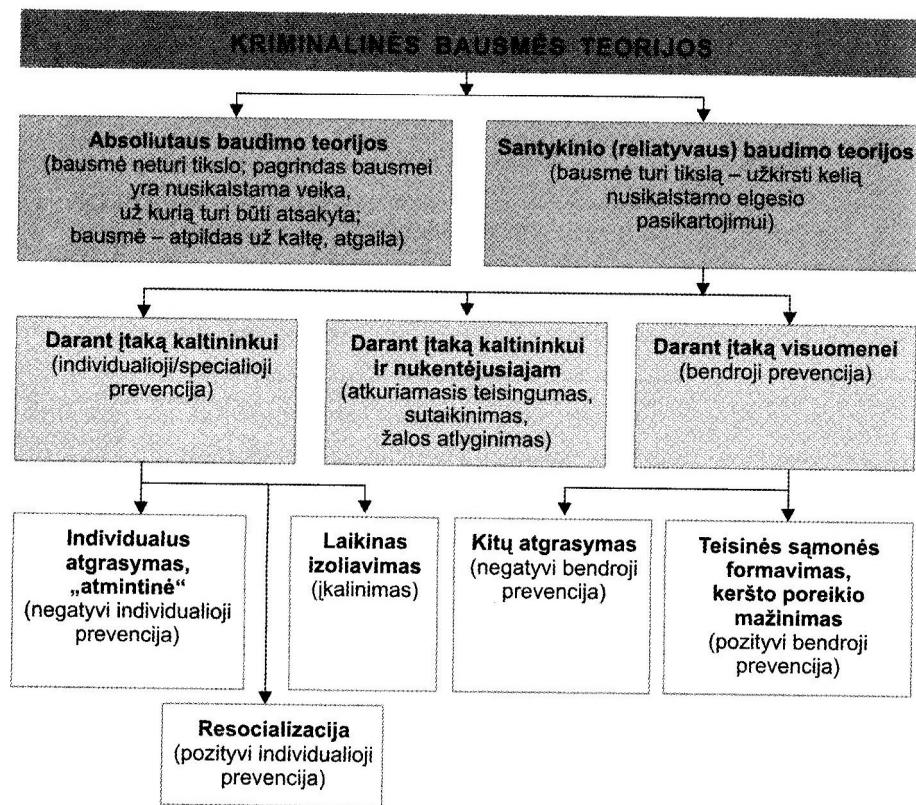 KRIMINALINĖS BAUSMĖS TEORIJOS
Absoliutaus baudimo teorijos
(bausmė neturi tikslo; pagrindas bausmei
yra nusikalstama veika,
už kurią turi būti atsakyta;
bausmė – atpildas už kaltę, atgaila)
Santykinio (reliatyvaus) baudimo teorijos
(bausmė turi tikslą – užkirsti kelią
nusikalstamo elgesio
pasikartojimui)
Darant įtaką kaltininkui
(individualioji/specialioji
prevencija)
Darant įtaką kaltininkui
ir nukentėjusiajam
(atkuriamasis teisingumas,
sutaikinimas,
žalos atlyginimas)
Darant įtaką visuomenei
(bendroji prevencija)
Individualus
atgrasymas,
„atmintinė“
(negatyvi individualioji
prevencija)
Laikinas
izoliavimas
(įkalinimas)
Kitų atgrasymas
(negatyvi bendroji
prevencija)
Teisinės sąmonės
formavimas,
keršto poreikio
mažinimas
(pozityvi bendroji
prevencija)
Resocializacija
(pozityvi individualioji
prevencija)